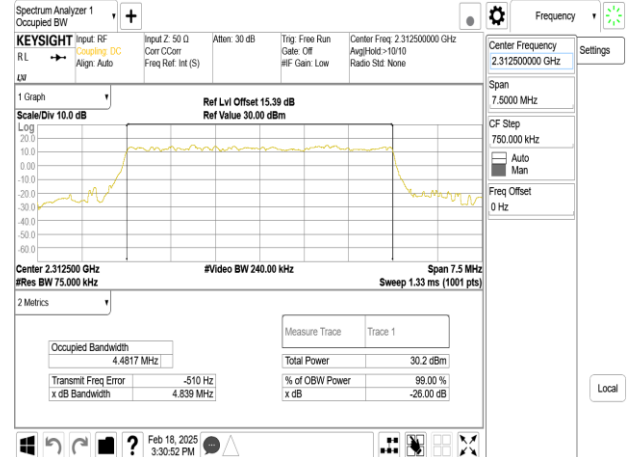 Spectrum Analyzer 1
Occupied BW
Frequency
KEYSIGHT
RL
LXI
Input: RF
Coupling: DC
Align: Auto
Input Z: 50 Ω
Corr CCorr
Freq Ref: Int (S)
Atten: 30 dB
Trig: Free Run
Gate: Off
#IF Gain: Low
Center Freq: 2.312500000 GHz
Avg|Hold:>10/10
Radio Std: None
Center Frequency
2.312500000 GHz
Settings
Span
7.5000 MHz
CF Step
750.000 kHz
Auto
Man
Freq Offset
0 Hz
Local
1 Graph
Scale/Div 10.0 dB
Ref Lvl Offset 15.39 dB
Ref Value 30.00 dBm
Log
20.0
10.0
0.00
-10.0
-20.0
-30.0
-40.0
-50.0
-60.0
Center 2.312500 GHz
#Res BW 75.000 kHz
#Video BW 240.00 kHz
Span 7.5 MHz
Sweep 1.33 ms (1001 pts)
2 Metrics
Measure Trace Trace 1
Occupied Bandwidth
4.4817 MHz
Total Power 30.2 dBm
Transmit Freq Error -510 Hz
% of OBW Power 99.00 %
x dB Bandwidth 4.839 MHz
x dB -26.00 dB
?
Feb 18, 2025
3:30:52 PM